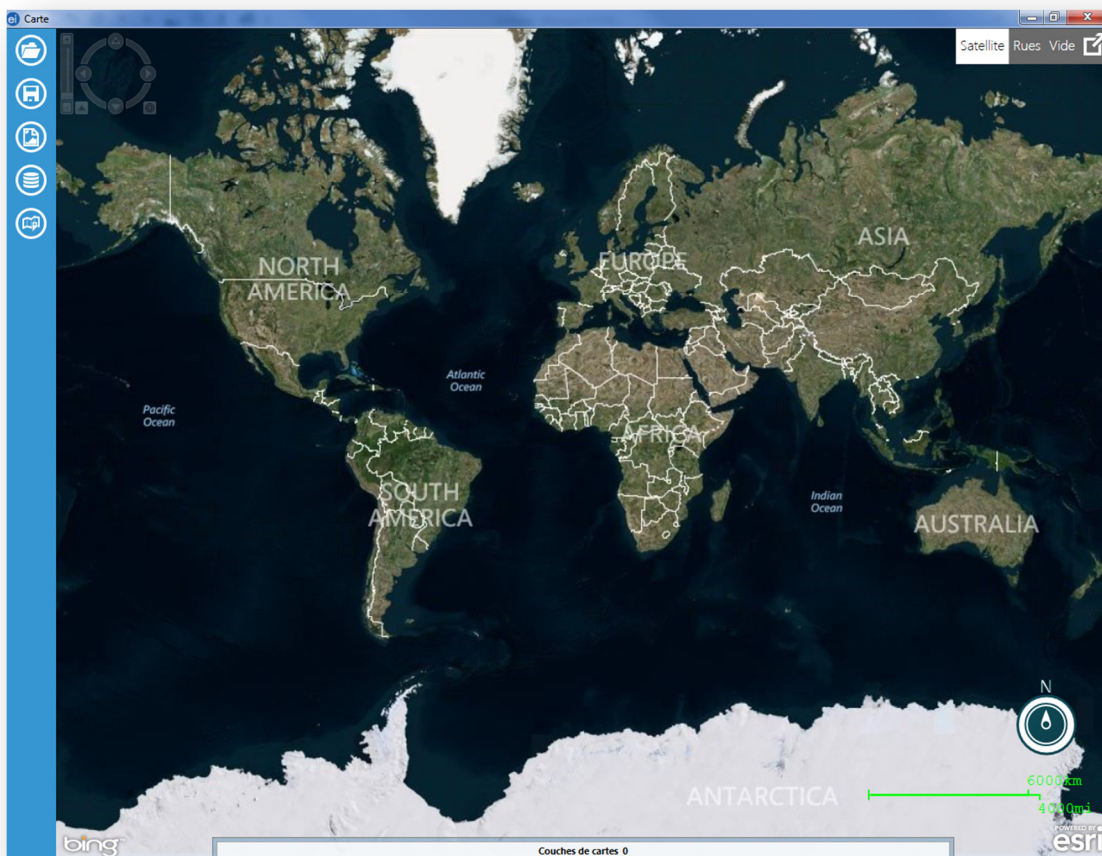 ei Carte
Satellite Rues Vide
ASIA
NORTH
AMERICA
EUROPE
Atlantic
Ocean
Pacific
Ocean
AFRICA
SOUTH
AMERICA
Indian
Ocean
AUSTRALIA
N
6000km
4000mi
ANTARCTICA
bing
POWERED BY
esri
Couches de cartes 0